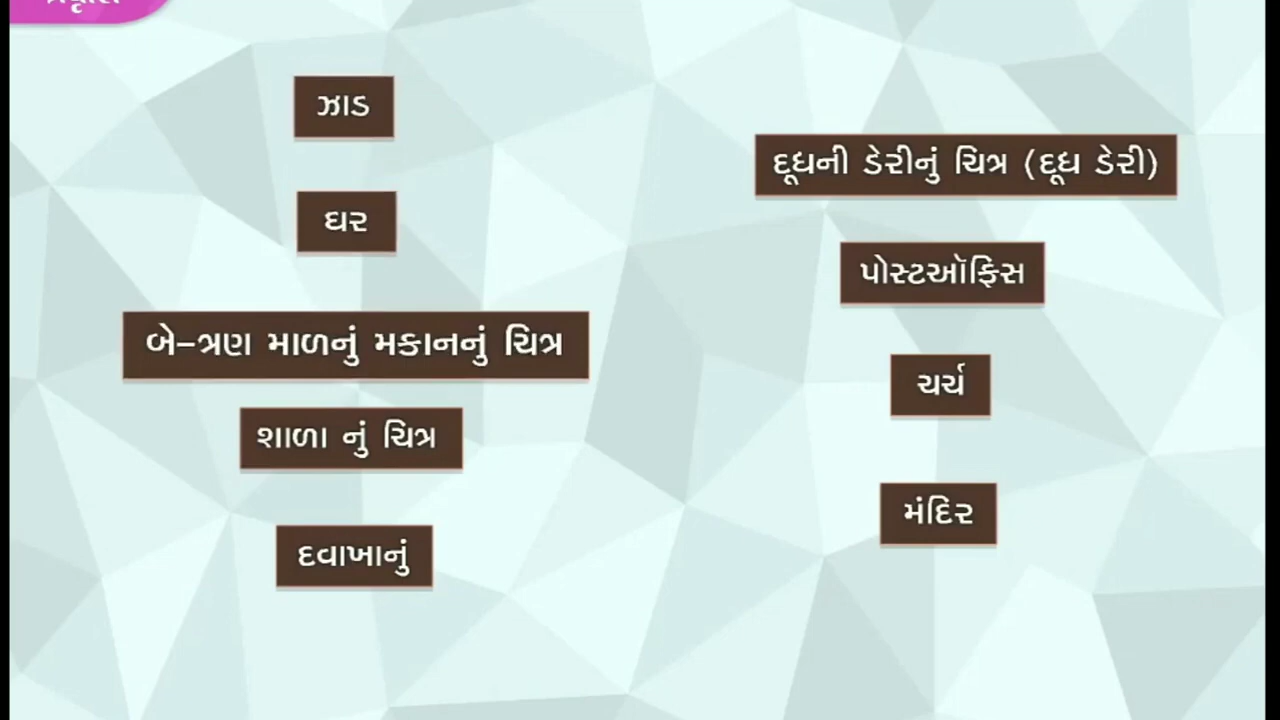 ઝાડ
ઘર
બે-ત્રણ માળનું મકાનનું ચિત્ર
શાળા નું ચિત્ર
દવાખાનું
દૂધની ડેરીનું ચિત્ર (દૂધ ડેરી)
પોસ્ટઑફિસ
ચર્ચ
મંદિર